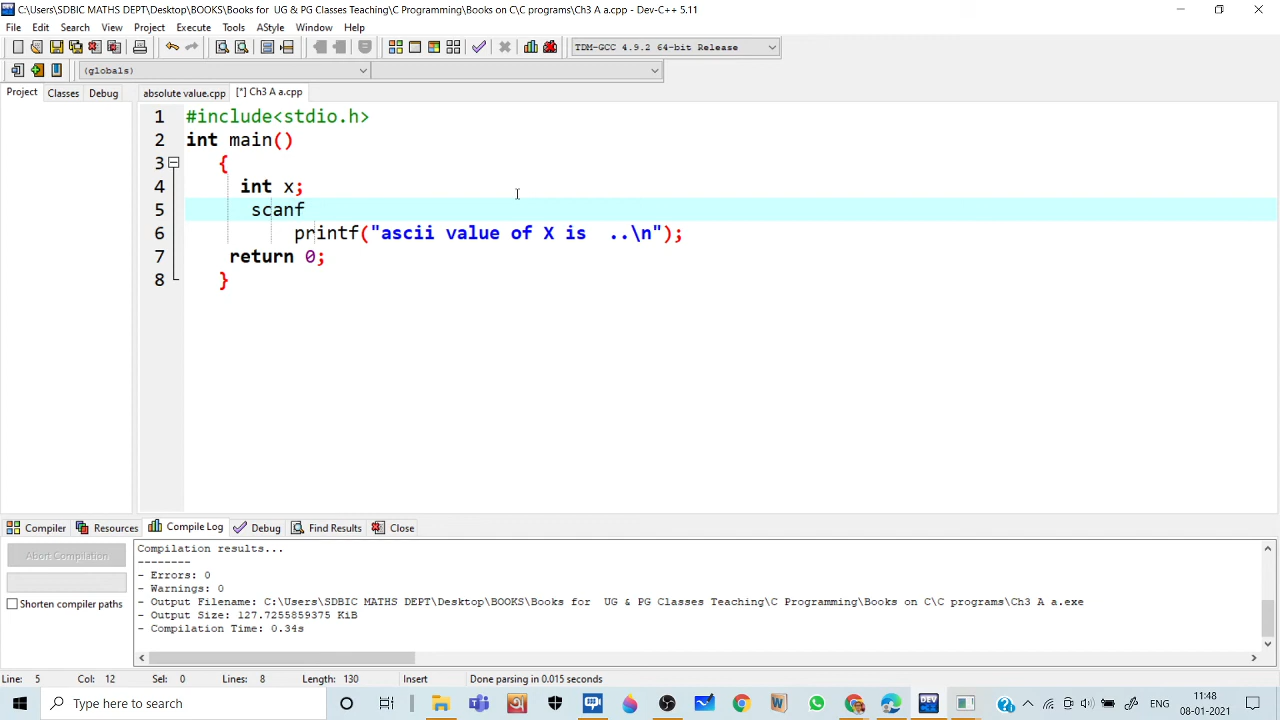 C:\Users\SDBIC MATHS DEPT\Desktop\BOOKS\Books for UG & PG Classes Teaching\C Programming\Books on C\C programs\Ch3 A a.cpp - Dev-C++ 5.11
File Edit Search View Project Execute Tools AStyle Window Help
TDM-GCC 4.9.2 64-bit Release
(globals)
Project Classes Debug absolute value.cpp [*] Ch3 A a.cpp
1 #include<stdio.h>
2 int main()
3 {
4 int x;
5 scanf
6 printf("ascii value of X is  ..\n");
7 return 0;
8 }
Compiler Resources Compile Log Debug Find Results Close
Abort Compilation
Shorten compiler paths
Compilation results...
--------
- Errors: 0
- Warnings: 0
- Output Filename: C:\Users\SDBIC MATHS DEPT\Desktop\BOOKS\Books for  UG & PG Classes Teaching\C Programming\Books on C\C programs\Ch3 A a.exe
- Output Size: 127.7255859375 KiB
- Compilation Time: 0.34s
Line: 5 Col: 12 Sel: 0 Lines: 8 Length: 130 Insert Done parsing in 0.015 seconds
Type here to search
DEV
ENG
11:48
08-01-2021